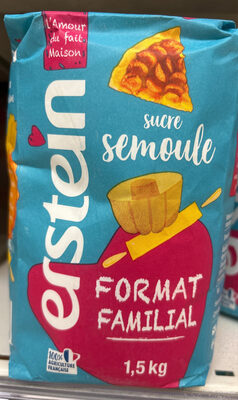 L'Amour
du fait
Maison
erstein
sucre
semoule
FORMAT
FAMILIAL
100%
AGRICULTURE
FRANÇAISE
1,5 kg